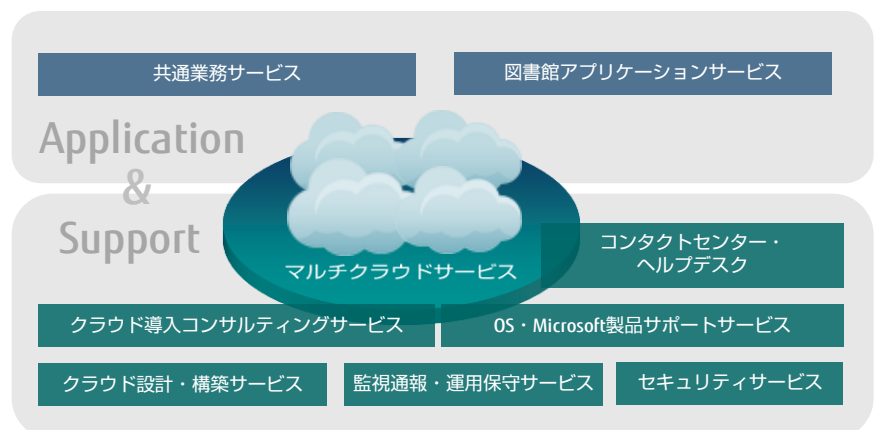 共通業務サービス
図書館アプリケーションサービス
Application
&
Support
マルチクラウドサービス
コンタクトセンター・
ヘルプデスク
クラウド導入コンサルティングサービス
OS・Microsoft製品サポートサービス
クラウド設計・構築サービス
監視通報・運用保守サービス
セキュリティサービス